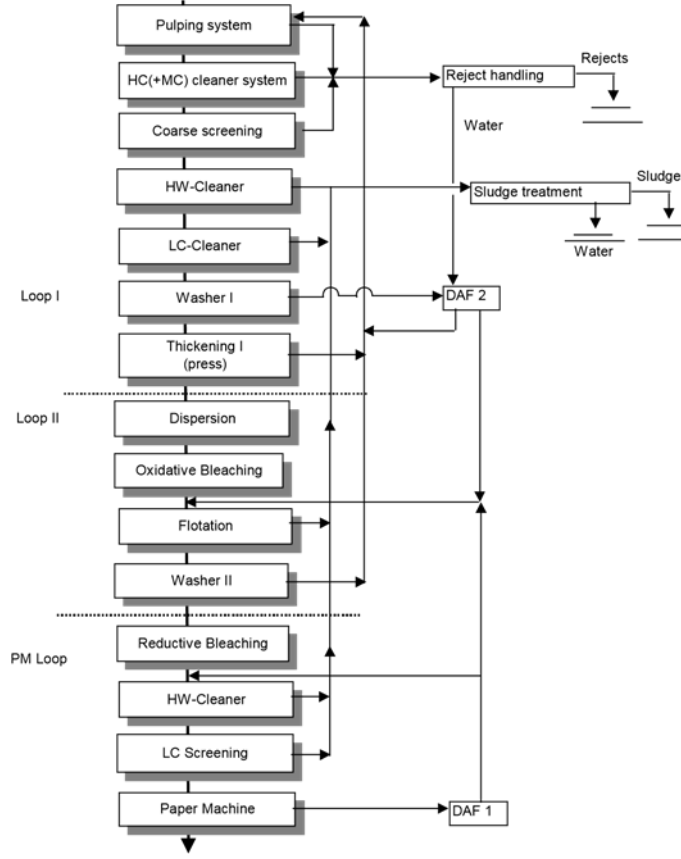 Pulping system
Rejects
HC(+MC) cleaner system
Reject handling
Coarse screening
Water
HW-Cleaner
Sludge
Sludge treatment
LC-Cleaner
Water
Loop I
Washer I
DAF 2
Thickening I
(press)
Loop II
Dispersion
Oxidative Bleaching
Flotation
Washer II
PM Loop
Reductive Bleaching
HW-Cleaner
LC Screening
Paper Machine
DAF 1